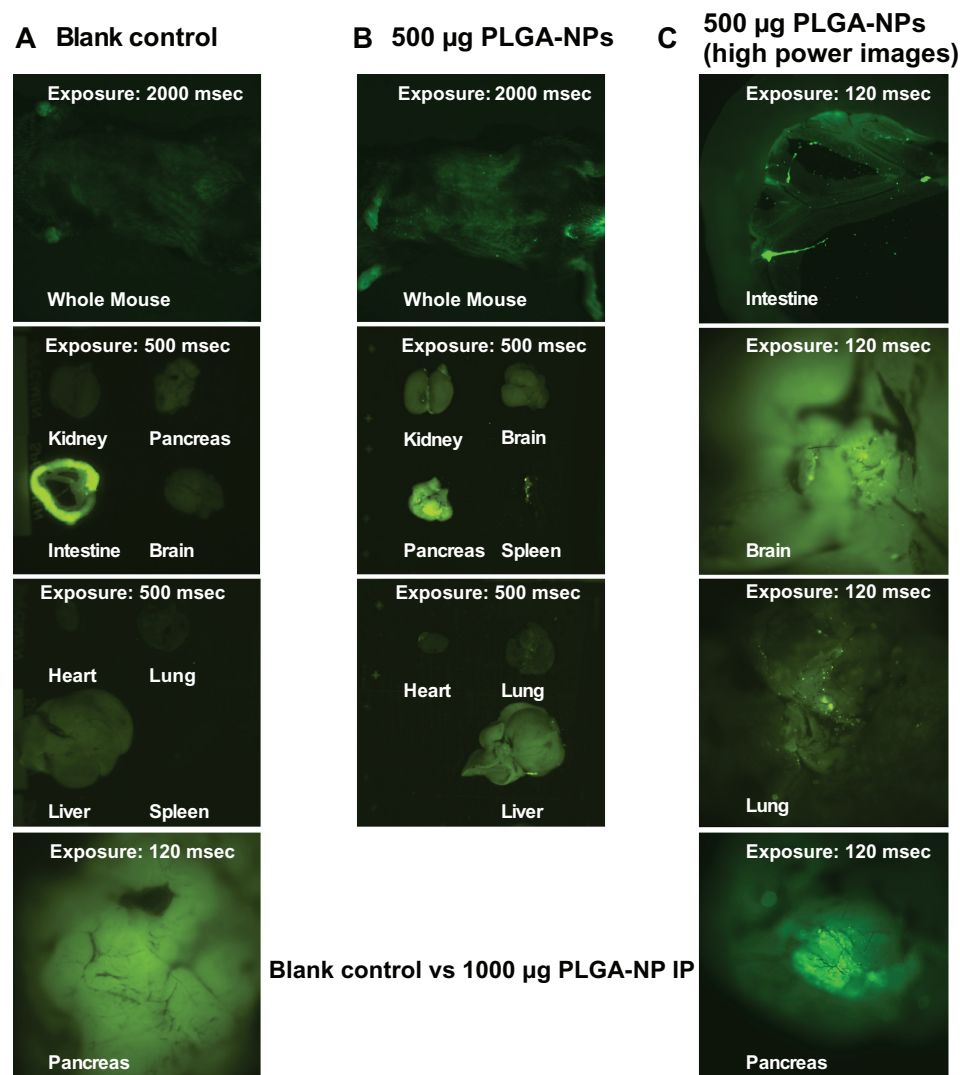 A Blank control
Exposure: 2000 msec
Whole Mouse
Exposure: 500 msec
Kidney Pancreas
Intestine Brain
Exposure: 500 msec
Heart Lung
Liver Spleen
Exposure: 120 msec
Pancreas
B 500 µg PLGA-NPs
Exposure: 2000 msec
Whole Mouse
Exposure: 500 msec
Kidney Brain
Pancreas Spleen
Exposure: 500 msec
Heart Lung
Liver
Blank control vs 1000 µg PLGA-NP IP
C 500 µg PLGA-NPs
(high power images)
Exposure: 120 msec
Intestine
Exposure: 120 msec
Brain
Exposure: 120 msec
Lung
Exposure: 120 msec
Pancreas